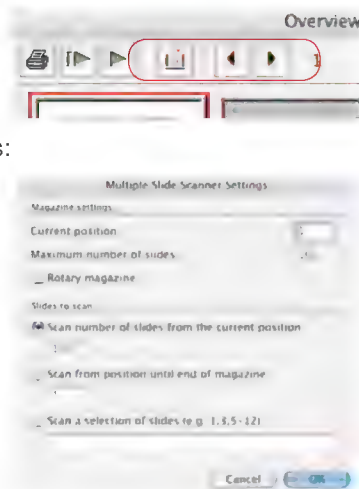 Overview
s:
Multiple Slide Scanner Settings
Magazine settings
Current position
Maximum number of slides
Rotary magazine
Slides to scan
Scan number of slides from the current position
Scan from position until end of magazine
Scan a selection of slides (e.g. 1,3,5-12)
Cancel OK